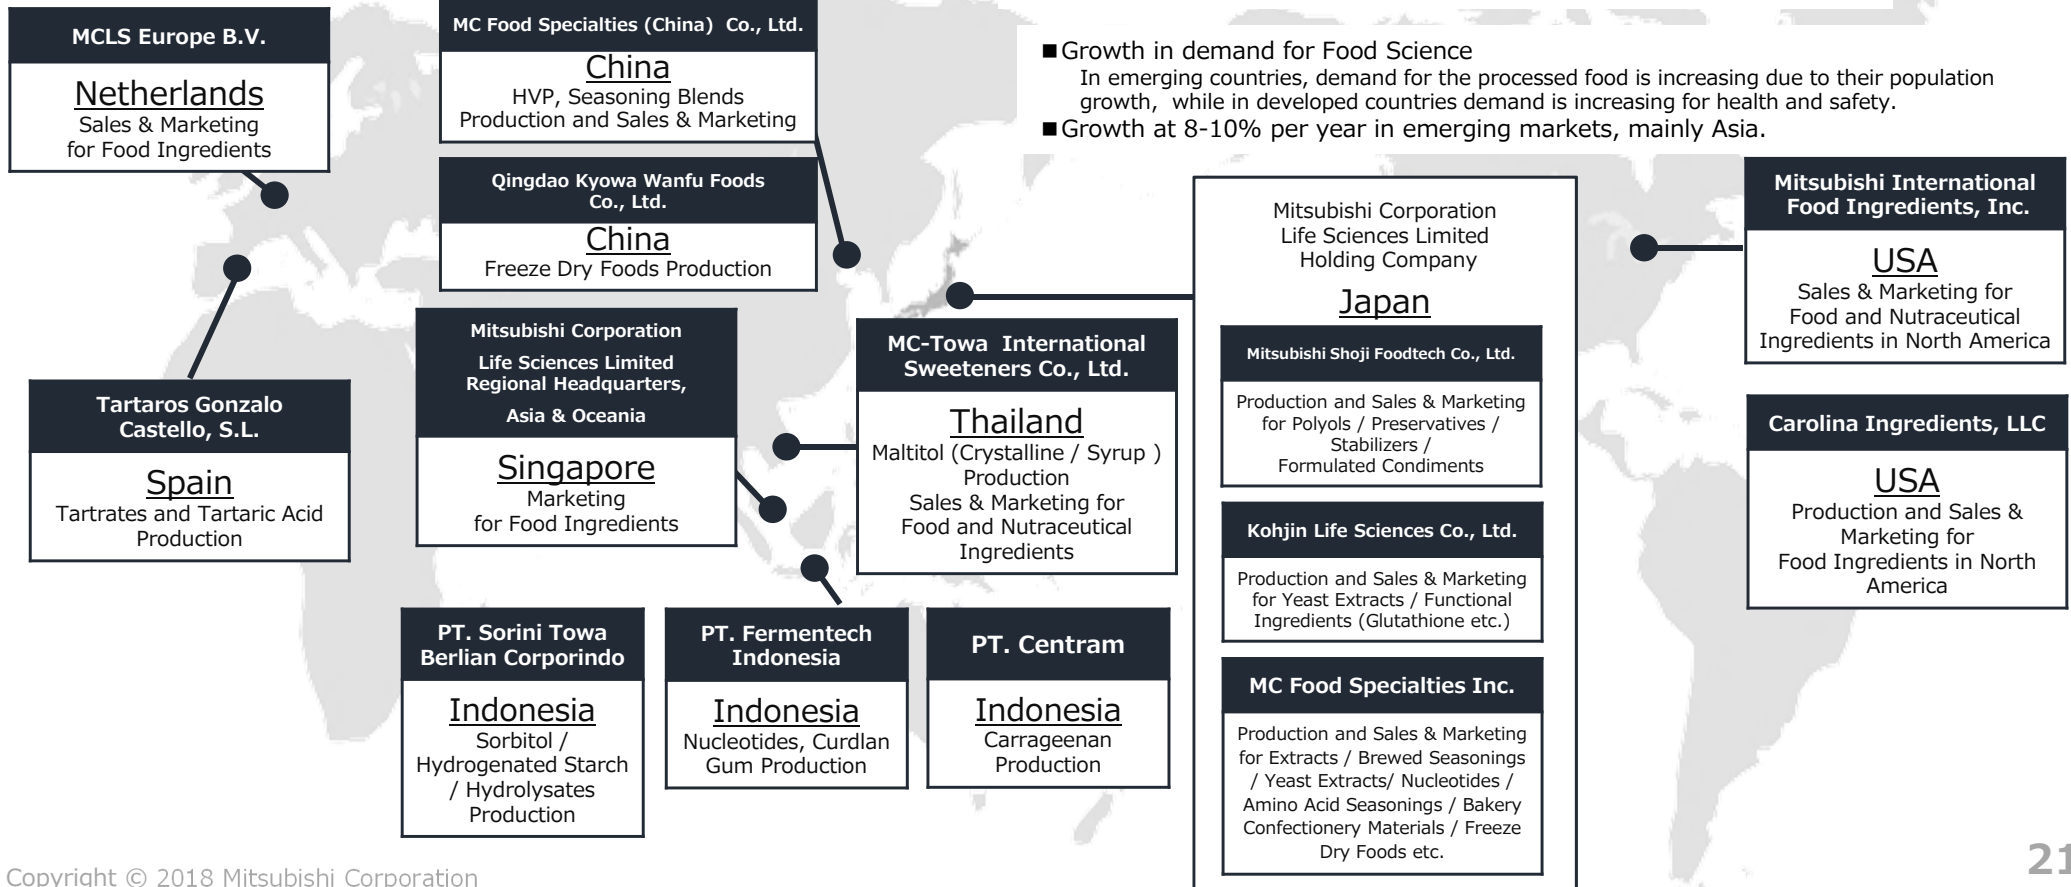 MCLS Europe B.V.
Netherlands
Sales & Marketing
for Food Ingredients
MC Food Specialties (China) Co., Ltd.
China
HVP, Seasoning Blends
Production and Sales & Marketing
Qingdao Kyowa Wanfu Foods
Co., Ltd.
China
Freeze Dry Foods Production
■Growth in demand for Food Science
In emerging countries, demand for the processed food is increasing due to their population
growth, while in developed countries demand is increasing for health and safety.
■Growth at 8-10% per year in emerging markets, mainly Asia.
Tartaros Gonzalo
Castello, S.L.
Spain
Tartrates and Tartaric Acid
Production
Mitsubishi Corporation
Life Sciences Limited
Regional Headquarters,
Asia & Oceania
Singapore
Marketing
for Food Ingredients
MC-Towa International
Sweeteners Co., Ltd.
Thailand
Maltitol (Crystalline / Syrup )
Production
Sales & Marketing for
Food and Nutraceutical
Ingredients
Mitsubishi Corporation
Life Sciences Limited
Holding Company
Japan
Mitsubishi Shoji Foodtech Co., Ltd.
Production and Sales & Marketing
for Polyols / Preservatives /
Stabilizers /
Formulated Condiments
Kohjin Life Sciences Co., Ltd.
Production and Sales & Marketing
for Yeast Extracts / Functional
Ingredients (Glutathione etc.)
MC Food Specialties Inc.
Production and Sales & Marketing
for Extracts / Brewed Seasonings
/ Yeast Extracts/ Nucleotides /
Amino Acid Seasonings / Bakery
Confectionery Materials / Freeze
Dry Foods etc.
Mitsubishi International
Food Ingredients, Inc.
USA
Sales & Marketing for
Food and Nutraceutical
Ingredients in North America
Carolina Ingredients, LLC
USA
Production and Sales &
Marketing for
Food Ingredients in North
America
PT. Sorini Towa
Berlian Corporindo
Indonesia
Sorbitol /
Hydrogenated Starch
/ Hydrolysates
Production
PT. Fermentech
Indonesia
Indonesia
Nucleotides, Curdlan
Gum Production
PT. Centram
Indonesia
Carrageenan
Production
Copyright © 2018 Mitsubishi Corporation
21